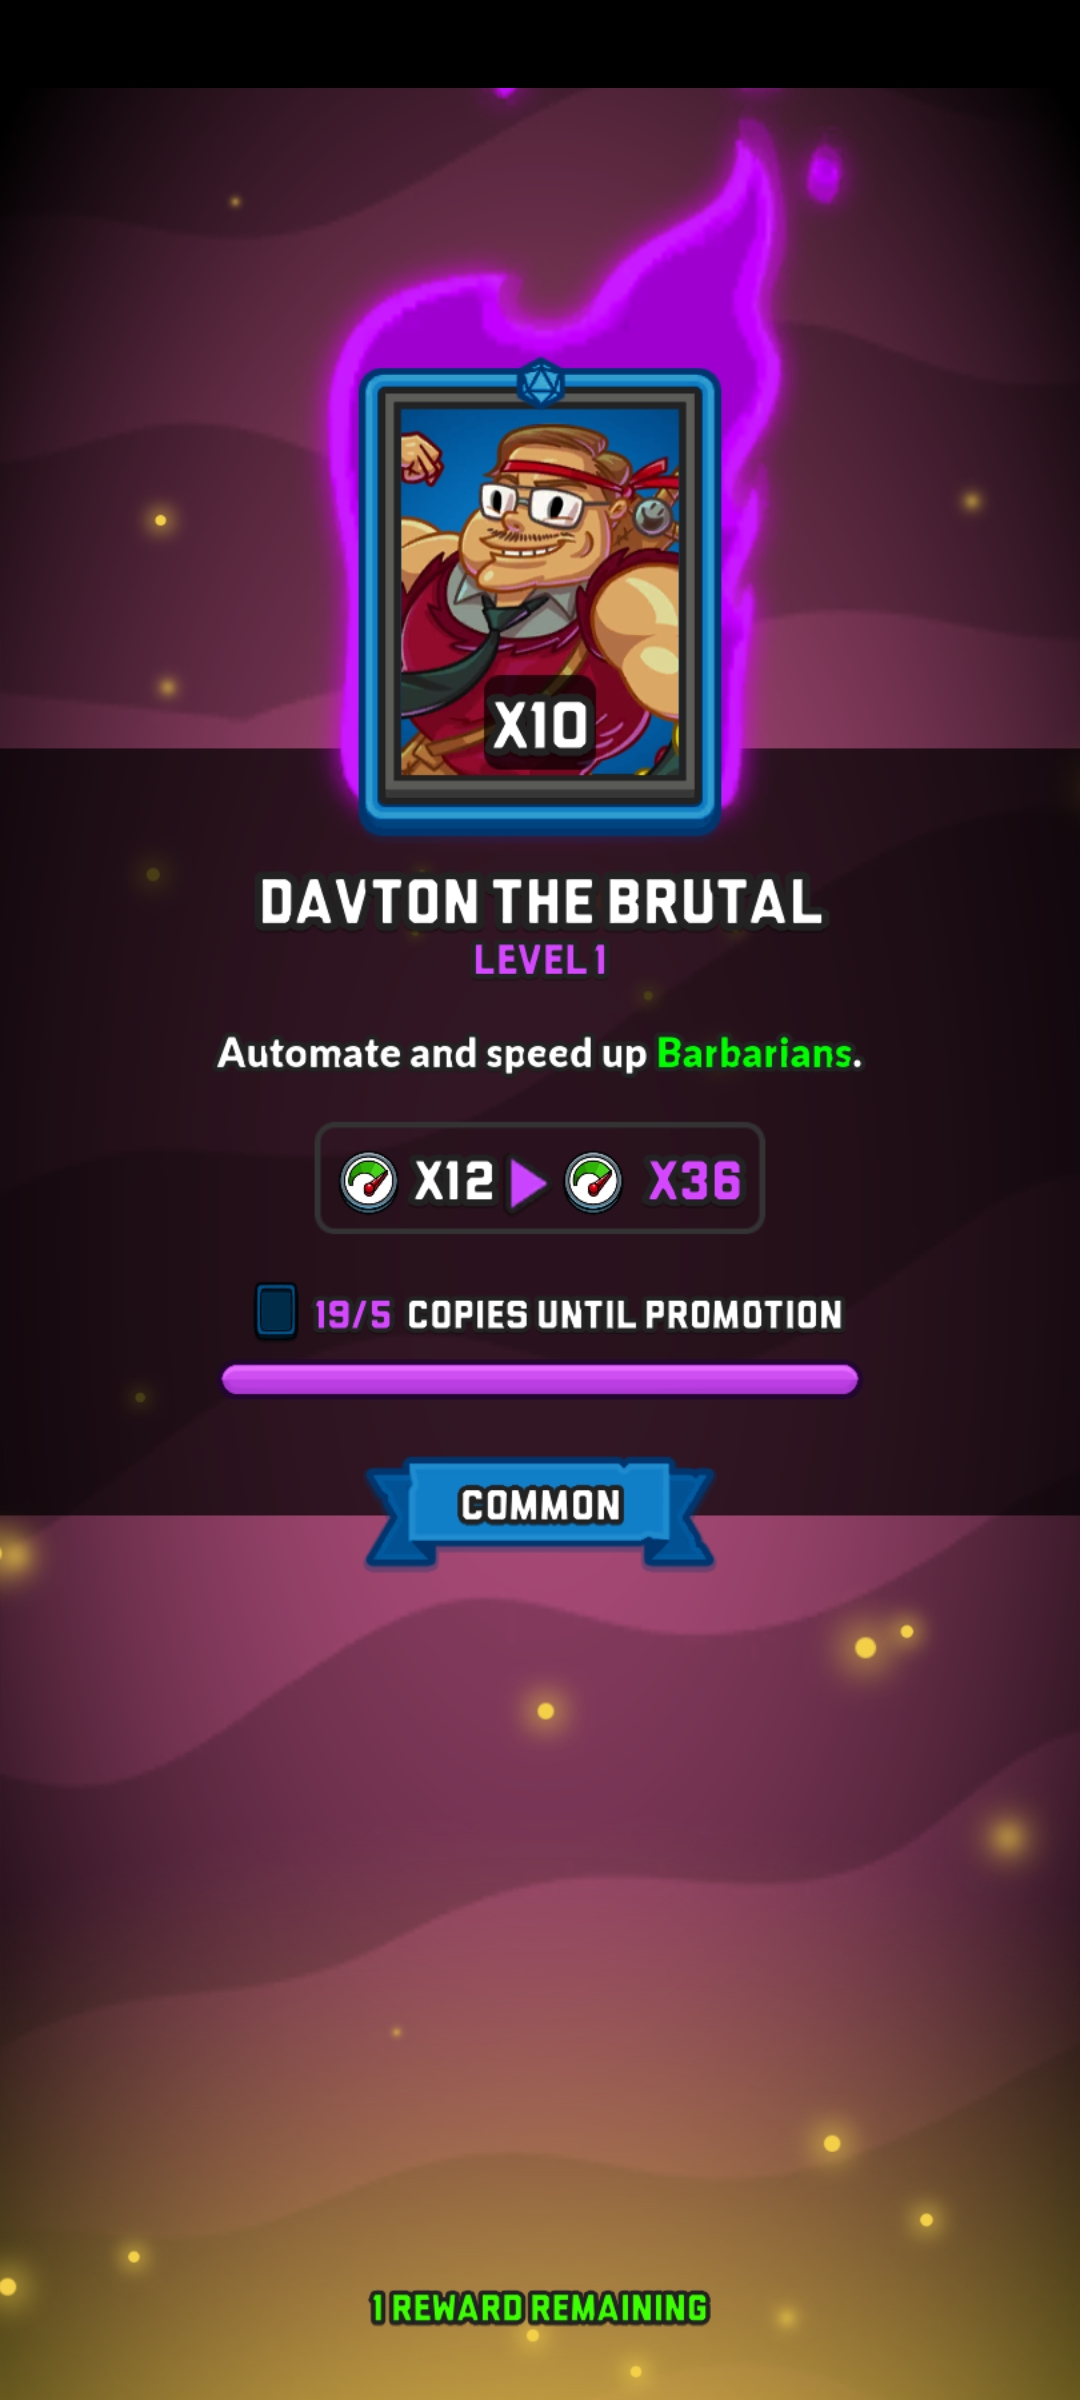 X10
DAVTON THE BRUTAL
LEVEL 1
Automate and speed up Barbarians.
X12 X36
19/5 COPIES UNTIL PROMOTION
COMMON
1 REWARD REMAINING